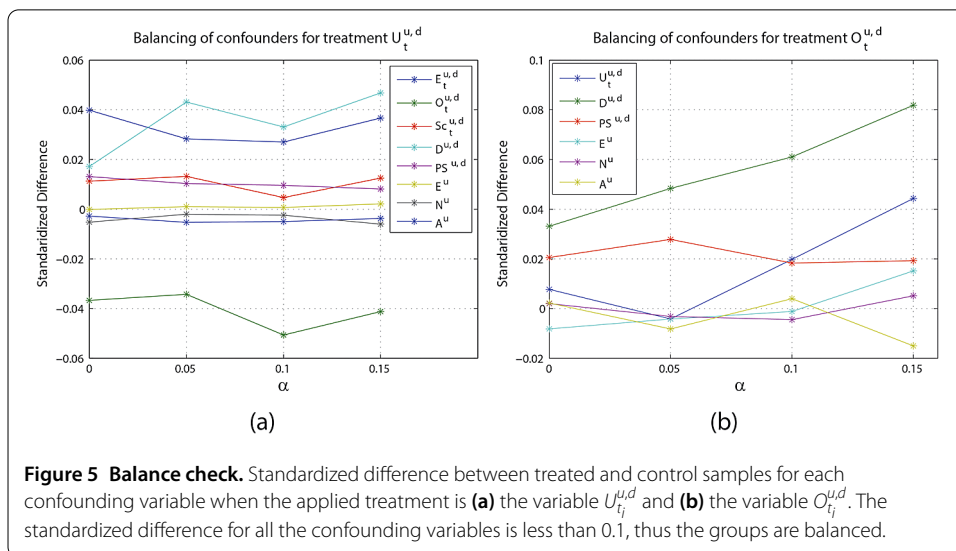 Balancing of confounders for treatment U_t^{u,d}
Standaridized Difference
0.06
0.04
0.02
0
−0.02
−0.04
−0.06
0
0.05
0.1
0.15
α
E_t^{u,d}
O_t^{u,d}
Sc_t^{u,d}
D^{u,d}
PS^{u,d}
E^u
N^u
A^u
(a)
Balancing of confounders for treatment O_t^{u,d}
Standardized Difference
0.1
0.08
0.06
0.04
0.02
0
−0.02
0
0.05
0.1
0.15
α
U_t^{u,d}
D^{u,d}
PS^{u,d}
E^u
N^u
A^u
(b)
Figure 5 Balance check. Standardized difference between treated and control samples for each
confounding variable when the applied treatment is (a) the variable U_{t_i}^{u,d} and (b) the variable O_{t_i}^{u,d}. The
standardized difference for all the confounding variables is less than 0.1, thus the groups are balanced.